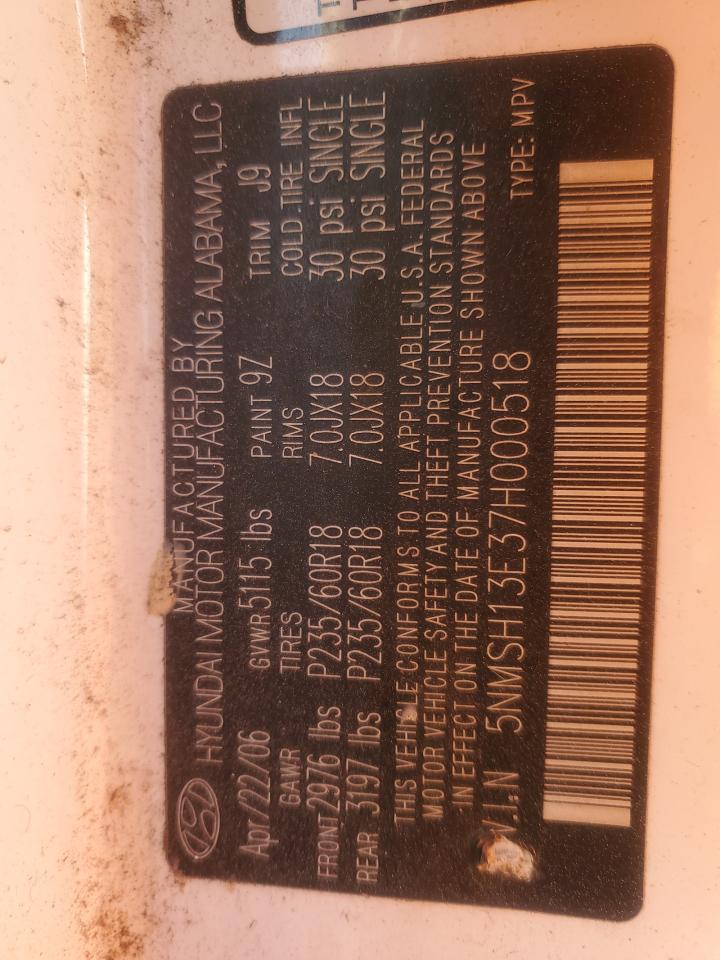 MANUFACTURED BY
HYUNDAI MOTOR MANUFACTURING ALABAMA, LLC
Apr/22/06 GVWR 5115 lbs PAINT 9Z TRIM J9
GAWR TIRES RIMS COLD TIRE INFL
FRONT 2976 lbs P235/60R18 7.0JX18 30 psi SINGLE
REAR 3197 lbs P235/60R18 7.0JX18 30 psi SINGLE
THIS VEHICLE CONFORMS TO ALL APPLICABLE U.S.A. FEDERAL
MOTOR VEHICLE SAFETY AND THEFT PREVENTION STANDARDS
IN EFFECT ON THE DATE OF MANUFACTURE SHOWN ABOVE
V.I.N 5NMSH13E37H000518 TYPE: MPV